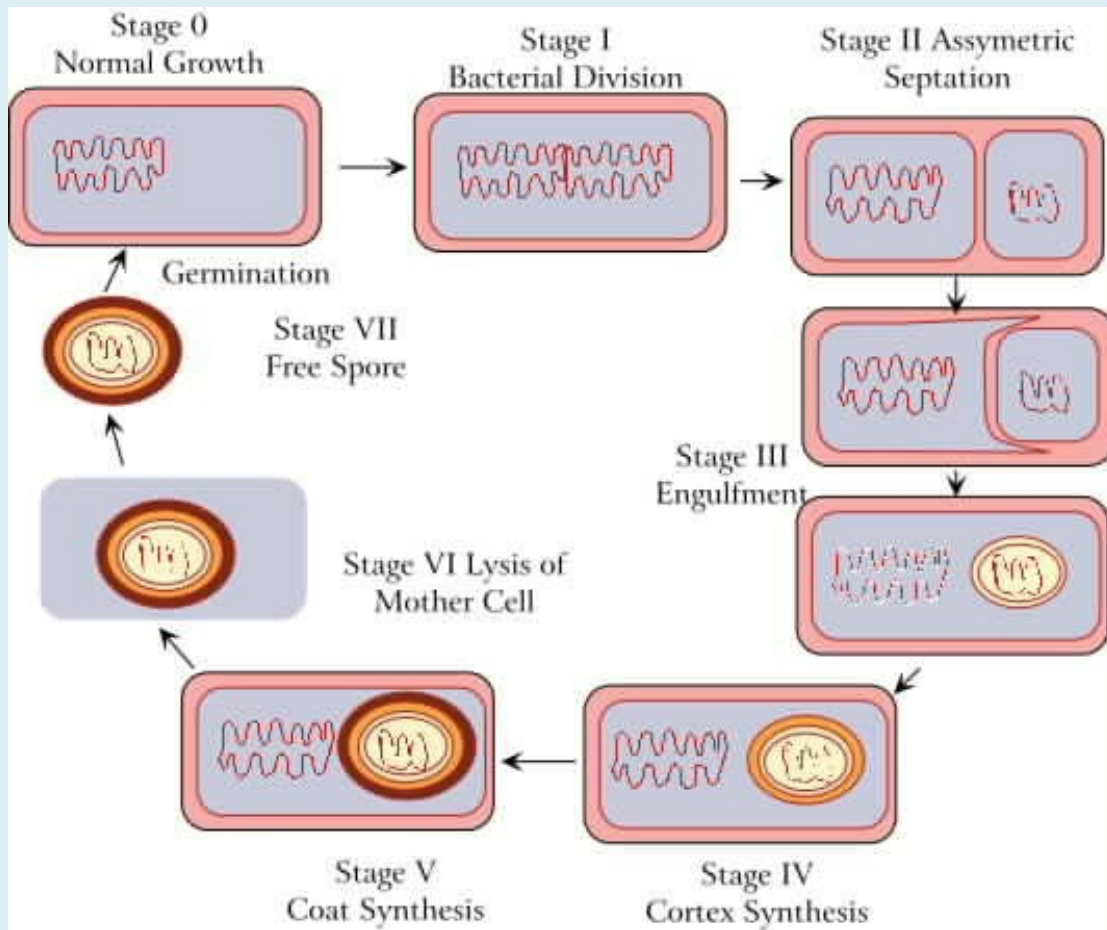 Stage 0
Normal Growth
Stage I
Bacterial Division
Stage II Assymetric
Septation
Germination
Stage VII
Free Spore
Stage III
Engulfment
Stage VI Lysis of
Mother Cell
Stage V
Coat Synthesis
Stage IV
Cortex Synthesis